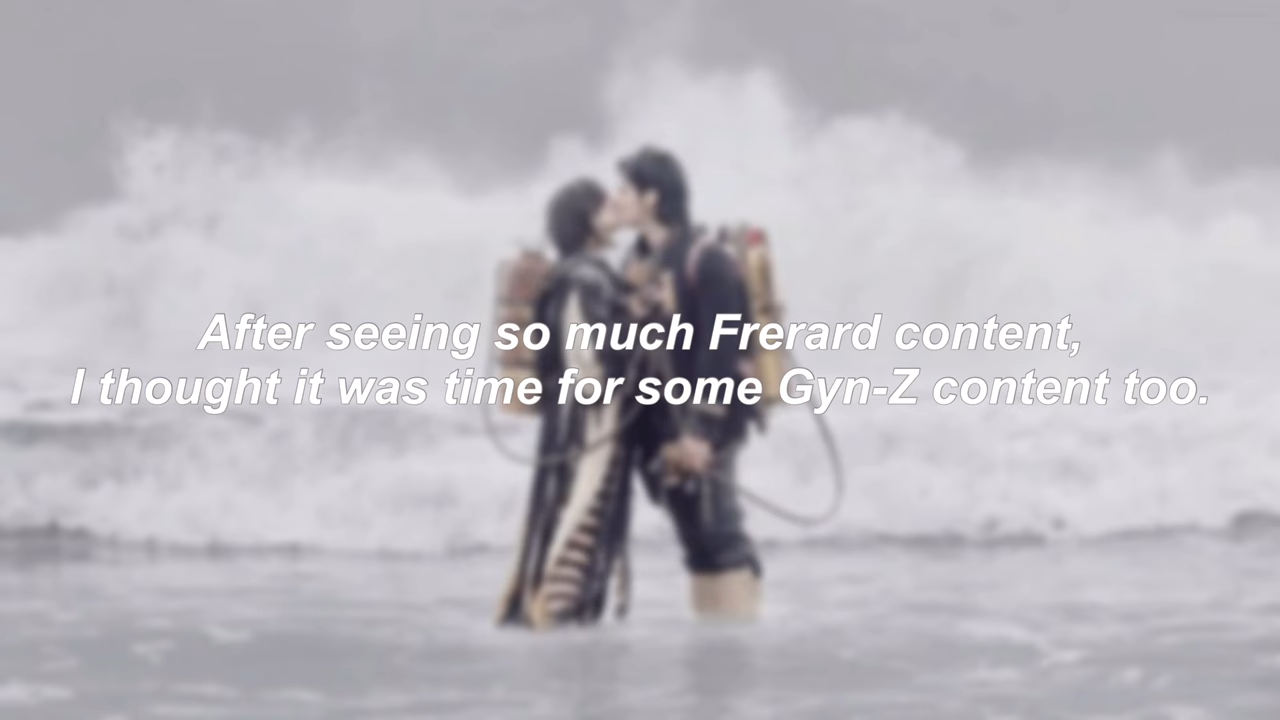 After seeing so much Frerard content,
I thought it was time for some Gyn-Z content too.